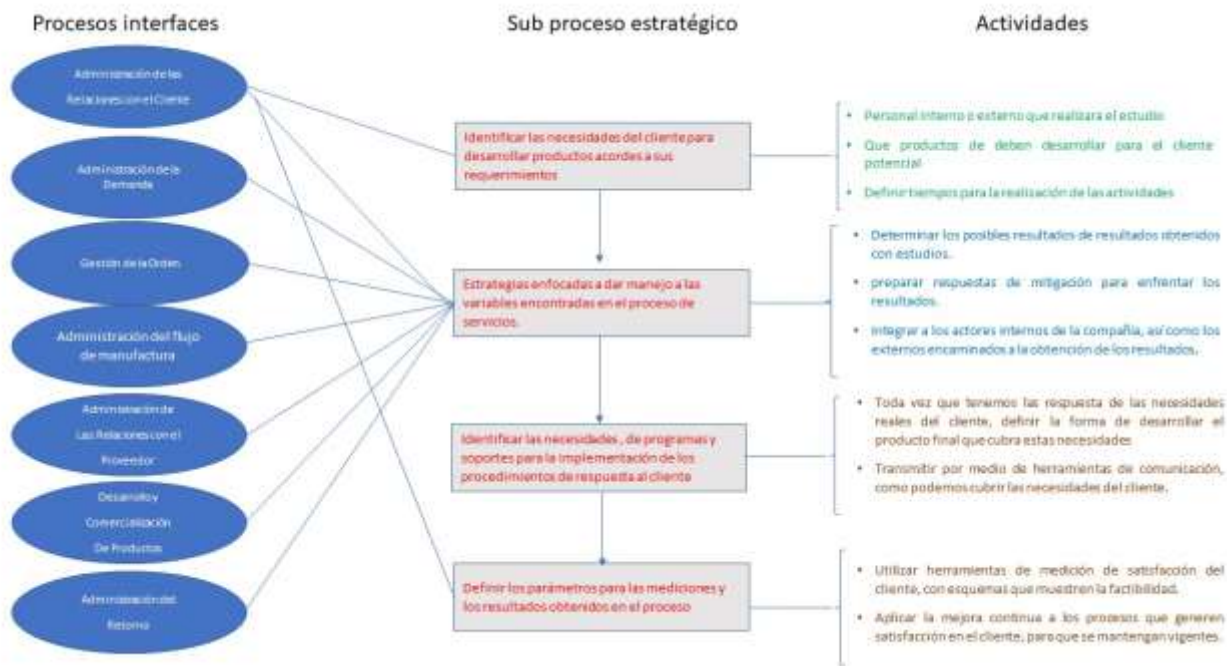 Procesos interfaces
Sub proceso estratégico
Actividades
Administración de las
Relaciones con el Cliente
Administración de la
Demanda
Gestión de la Orden
Administración del flujo
de manufactura
Administración de
Las Relaciones con el
Proveedor
Desarrollo y
Comercialización
De Productos
Administración del
Retorno
Identificar las necesidades del cliente para
desarrollar productos acordes a sus
requerimientos
Estrategias enfocadas a dar manejo a las
variables encontradas en el proceso de
servicios.
Identificar las necesidades , de programas y
soportes para la implementación de los
procedimientos de respuesta al cliente
Definir los parámetros para las mediciones y
los resultados obtenidos en el proceso
• Personal interno o externo que realizara el estudio
• Que productos de deben desarrollar para el cliente
potencial
• Definir tiempos para la realización de las actividades
• Determinar los posibles resultados de resultados obtenidos
con estudios.
• preparar respuestas de mitigación para enfrentar los
resultados.
• Integrar a los actores internos de la compañía, así como los
externos encaminados a la obtención de los resultados.
• Toda vez que tenemos las respuesta de las necesidades
reales del cliente, definir la forma de desarrollar el
producto final que cubra estas necesidades
• Transmitir por medio de herramientas de comunicación,
como podemos cubrir las necesidades del cliente.
• Utilizar herramientas de medición de satisfacción del
cliente, con esquemas que muestren la factibilidad.
• Aplicar la mejora continua a los procesos que generen
satisfacción en el cliente, para que se mantengan vigentes.